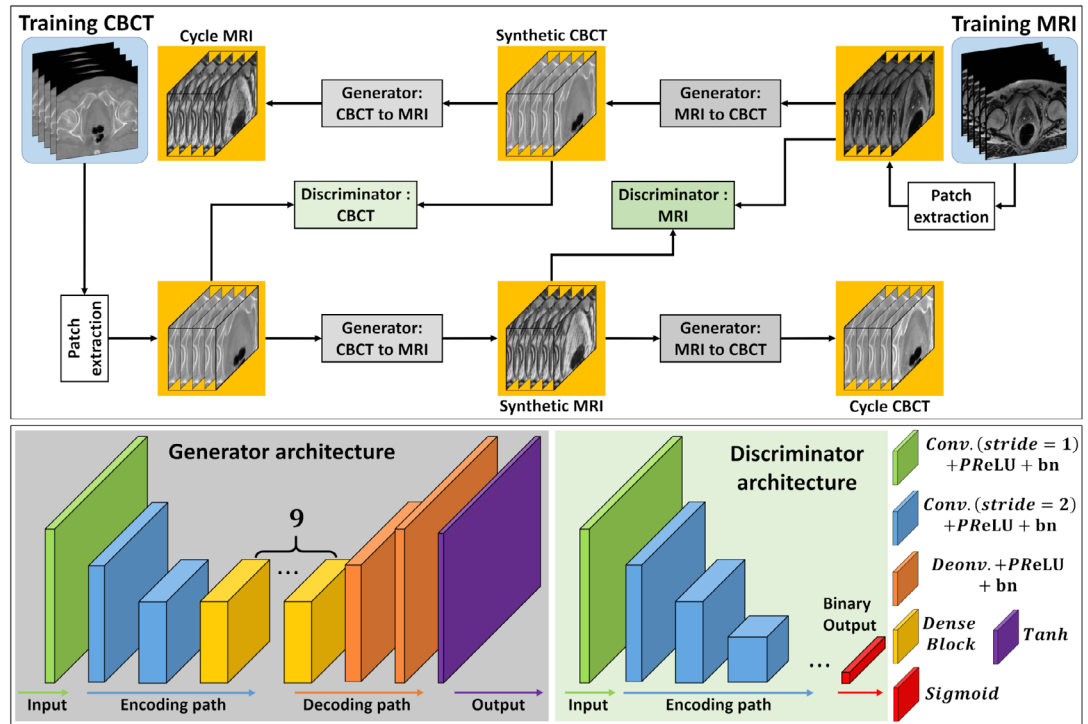 Training CBCT
Cycle MRI
Synthetic CBCT
Training MRI
Generator:
CBCT to MRI
Generator:
MRI to CBCT
Discriminator :
CBCT
Discriminator :
MRI
Patch
extraction
Patch
extraction
Generator:
CBCT to MRI
Generator:
MRI to CBCT
Synthetic MRI
Cycle CBCT
Generator architecture
9
...
Input
Encoding path
Decoding path
Output
Discriminator
architecture
Binary
Output
...
Input
Encoding path
Conv. (stride = 1)
+PReLU + bn
Conv. (stride = 2)
+PReLU + bn
Deonv. +PReLU
+ bn
Dense
Block
Tanh
Sigmoid